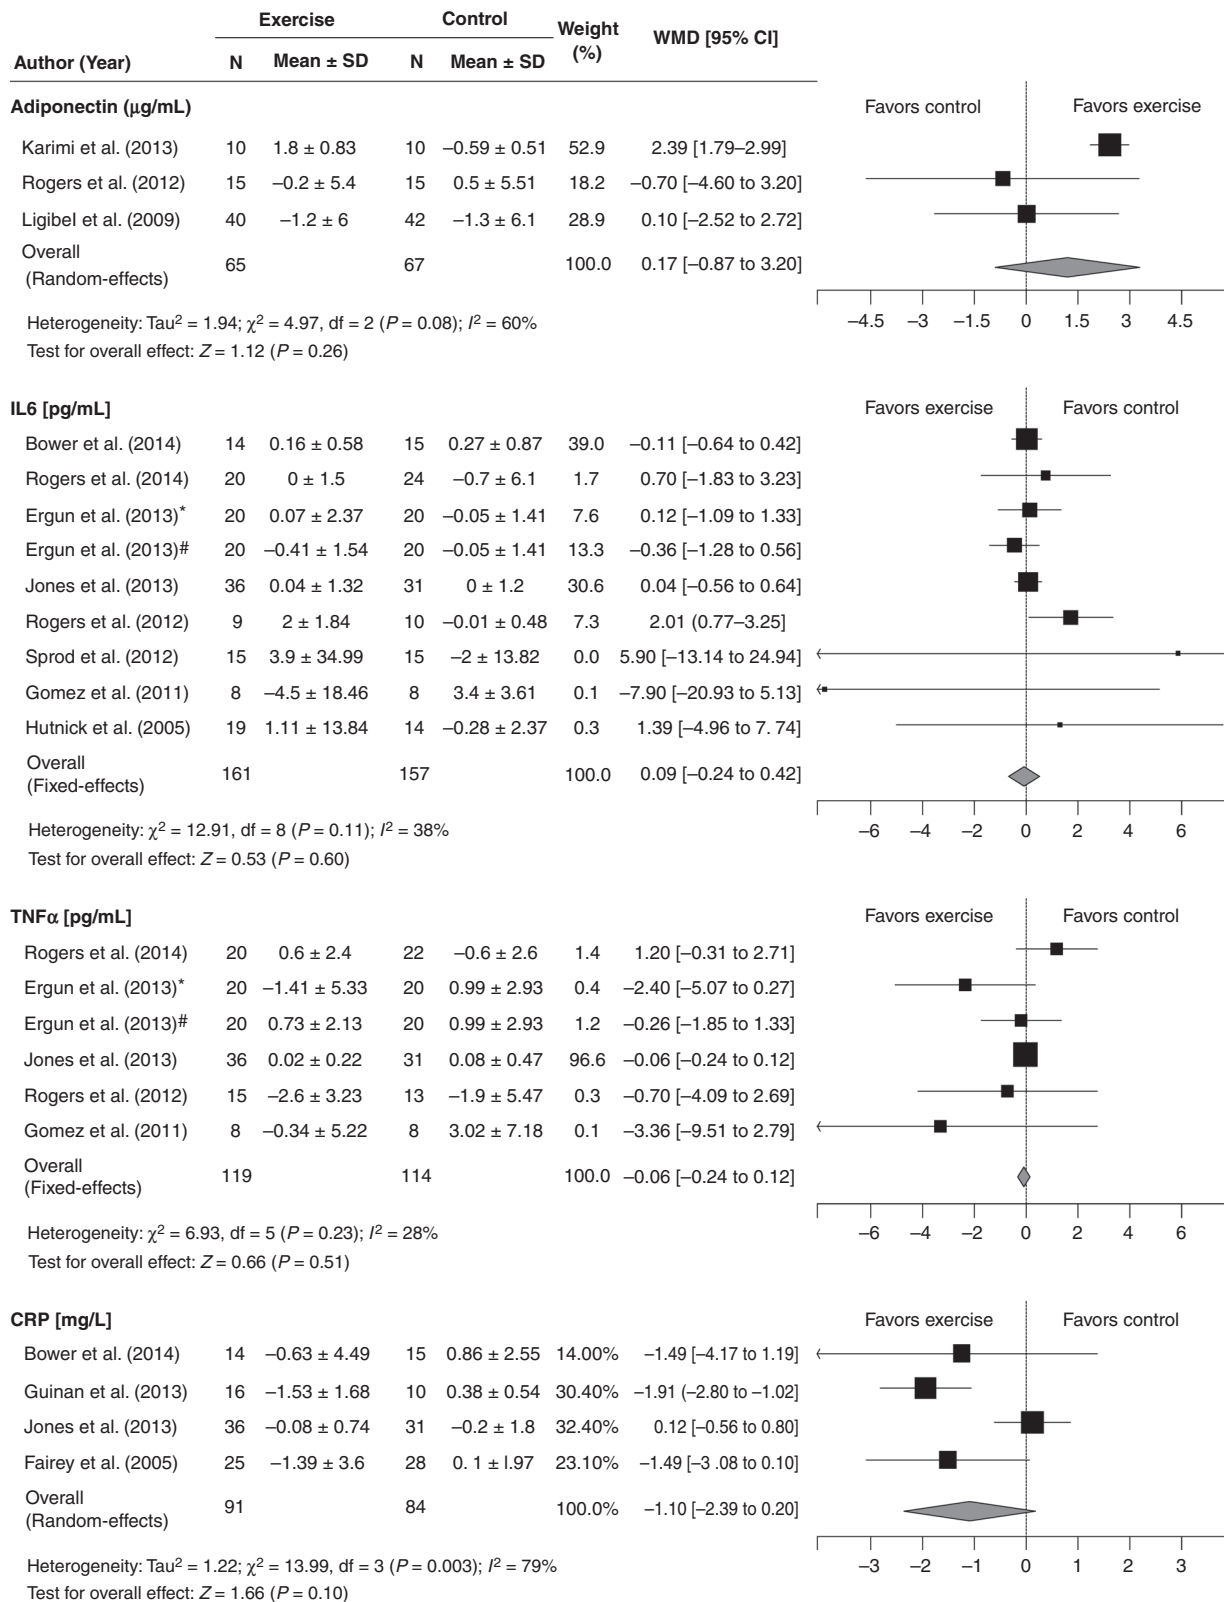 Exercise Control Weight (%) WMD [95% CI]
Author (Year) N Mean ± SD N Mean ± SD
Adiponectin (μg/mL) Favors control Favors exercise
Karimi et al. (2013) 10 1.8 ± 0.83 10 –0.59 ± 0.51 52.9 2.39 [1.79–2.99]
Rogers et al. (2012) 15 –0.2 ± 5.4 15 0.5 ± 5.51 18.2 –0.70 [–4.60 to 3.20]
Ligibel et al. (2009) 40 –1.2 ± 6 42 –1.3 ± 6.1 28.9 0.10 [–2.52 to 2.72]
Overall
(Random-effects) 65 67 100.0 0.17 [–0.87 to 3.20]
–4.5 –3 –1.5 0 1.5 3 4.5
Heterogeneity: Tau² = 1.94; χ² = 4.97, df = 2 (P = 0.08); I² = 60%
Test for overall effect: Z = 1.12 (P = 0.26)
IL6 [pg/mL] Favors exercise Favors control
Bower et al. (2014) 14 0.16 ± 0.58 15 0.27 ± 0.87 39.0 –0.11 [–0.64 to 0.42]
Rogers et al. (2014) 20 0 ± 1.5 24 –0.7 ± 6.1 1.7 0.70 [–1.83 to 3.23]
Ergun et al. (2013)* 20 0.07 ± 2.37 20 –0.05 ± 1.41 7.6 0.12 [–1.09 to 1.33]
Ergun et al. (2013)# 20 –0.41 ± 1.54 20 –0.05 ± 1.41 13.3 –0.36 [–1.28 to 0.56]
Jones et al. (2013) 36 0.04 ± 1.32 31 0 ± 1.2 30.6 0.04 [–0.56 to 0.64]
Rogers et al. (2012) 9 2 ± 1.84 10 –0.01 ± 0.48 7.3 2.01 (0.77–3.25]
Sprod et al. (2012) 15 3.9 ± 34.99 15 –2 ± 13.82 0.0 5.90 [–13.14 to 24.94]
Gomez et al. (2011) 8 –4.5 ± 18.46 8 3.4 ± 3.61 0.1 –7.90 [–20.93 to 5.13]
Hutnick et al. (2005) 19 1.11 ± 13.84 14 –0.28 ± 2.37 0.3 1.39 [–4.96 to 7. 74]
Overall
(Fixed-effects) 161 157 100.0 0.09 [–0.24 to 0.42]
–6 –4 –2 0 2 4 6
Heterogeneity: χ² = 12.91, df = 8 (P = 0.11); I² = 38%
Test for overall effect: Z = 0.53 (P = 0.60)
TNFα [pg/mL] Favors exercise Favors control
Rogers et al. (2014) 20 0.6 ± 2.4 22 –0.6 ± 2.6 1.4 1.20 [–0.31 to 2.71]
Ergun et al. (2013)* 20 –1.41 ± 5.33 20 0.99 ± 2.93 0.4 –2.40 [–5.07 to 0.27]
Ergun et al. (2013)# 20 0.73 ± 2.13 20 0.99 ± 2.93 1.2 –0.26 [–1.85 to 1.33]
Jones et al. (2013) 36 0.02 ± 0.22 31 0.08 ± 0.47 96.6 –0.06 [–0.24 to 0.12]
Rogers et al. (2012) 15 –2.6 ± 3.23 13 –1.9 ± 5.47 0.3 –0.70 [–4.09 to 2.69]
Gomez et al. (2011) 8 –0.34 ± 5.22 8 3.02 ± 7.18 0.1 –3.36 [–9.51 to 2.79]
Overall
(Fixed-effects) 119 114 100.0 –0.06 [–0.24 to 0.12]
–6 –4 –2 0 2 4 6
Heterogeneity: χ² = 6.93, df = 5 (P = 0.23); I² = 28%
Test for overall effect: Z = 0.66 (P = 0.51)
CRP [mg/L] Favors exercise Favors control
Bower et al. (2014) 14 –0.63 ± 4.49 15 0.86 ± 2.55 14.00% –1.49 [–4.17 to 1.19]
Guinan et al. (2013) 16 –1.53 ± 1.68 10 0.38 ± 0.54 30.40% –1.91 (–2.80 to –1.02]
Jones et al. (2013) 36 –0.08 ± 0.74 31 –0.2 ± 1.8 32.40% 0.12 [–0.56 to 0.80]
Fairey et al. (2005) 25 –1.39 ± 3.6 28 0. 1 ± l.97 23.10% –1.49 [–3 .08 to 0.10]
Overall
(Random-effects) 91 84 100.0% –1.10 [–2.39 to 0.20]
–3 –2 –1 0 1 2 3
Heterogeneity: Tau² = 1.22; χ² = 13.99, df = 3 (P = 0.003); I² = 79%
Test for overall effect: Z = 1.66 (P = 0.10)